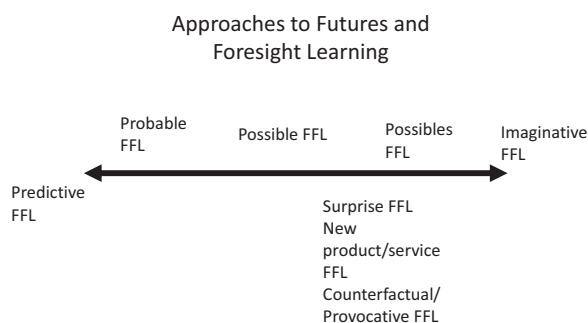 Approaches to Futures and
Foresight Learning
Probable
FFL
Possible FFL
Possibles
FFL
Imaginative
FFL
Predictive
FFL
Surprise FFL
New
product/service
FFL
Counterfactual/
Provocative FFL